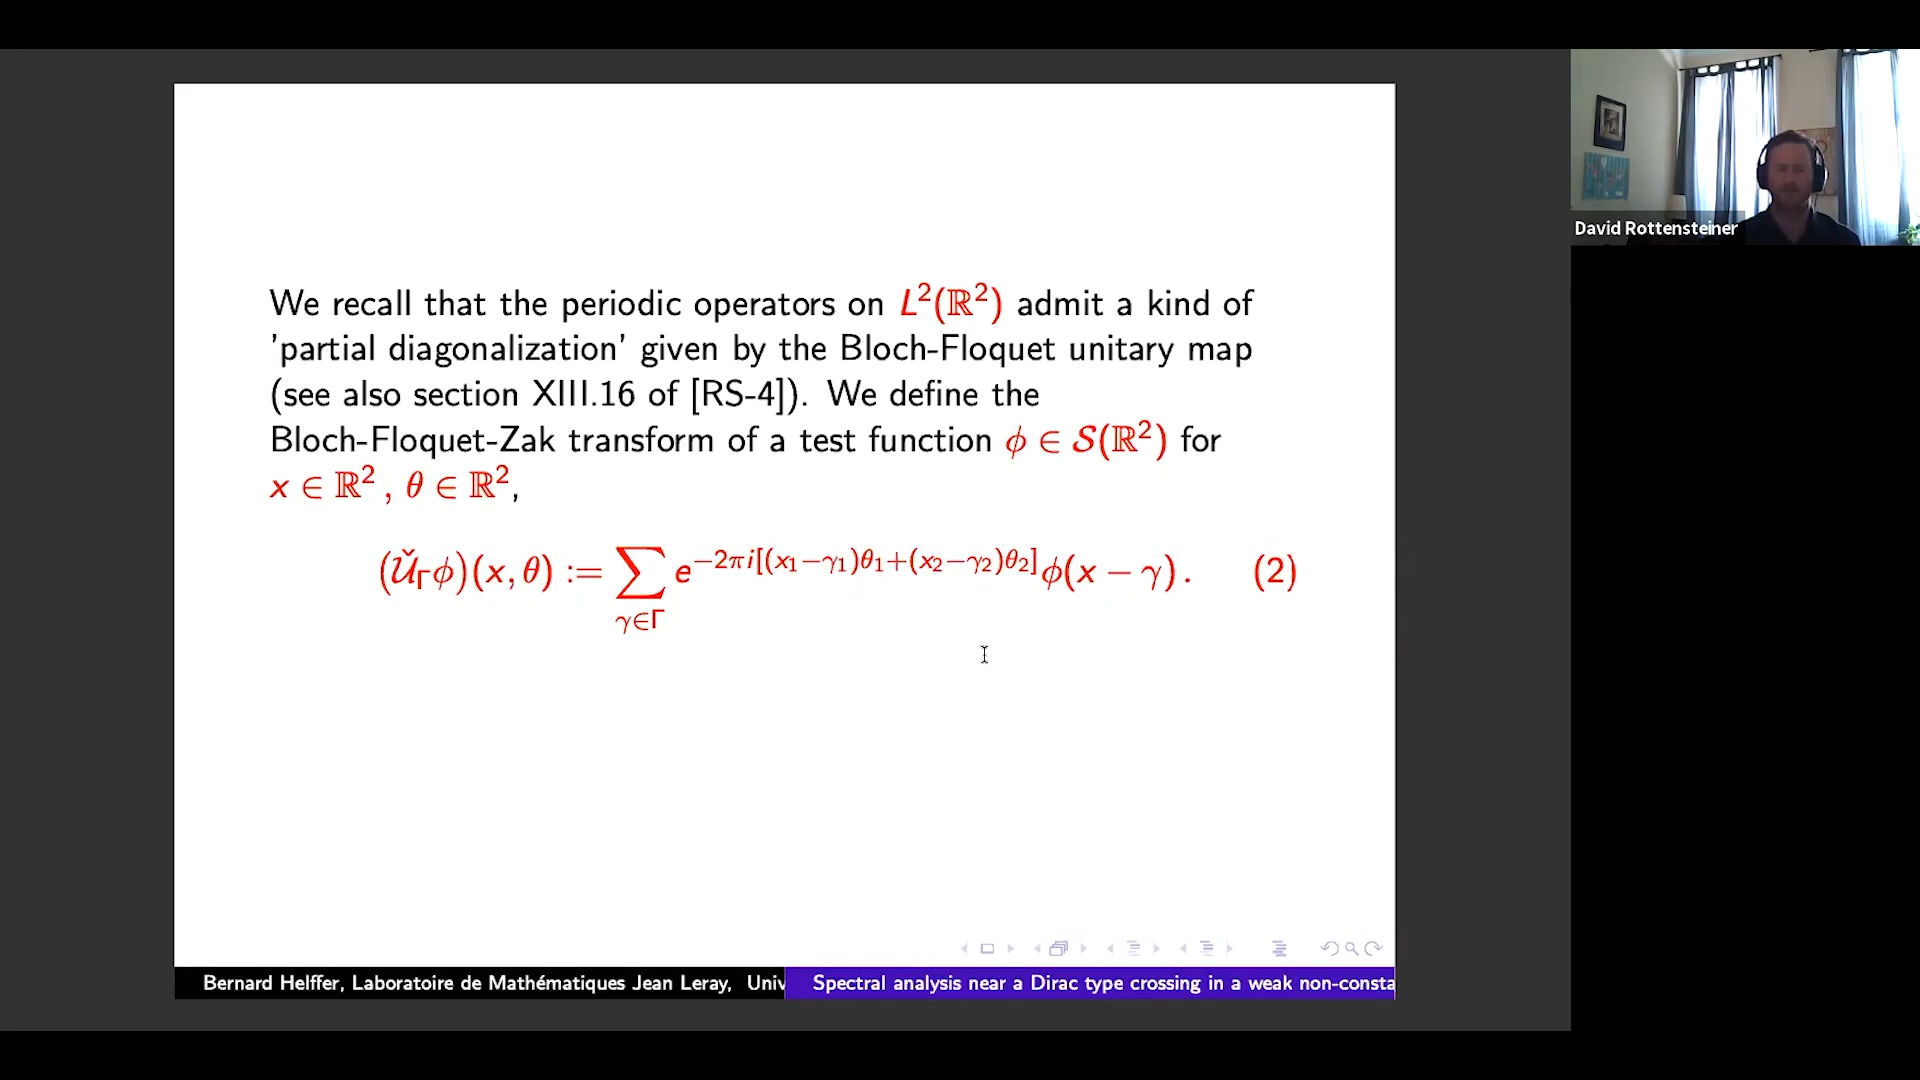 We recall that the periodic operators on L²(ℝ²) admit a kind of
'partial diagonalization' given by the Bloch-Floquet unitary map
(see also section XIII.16 of [RS-4]). We define the
Bloch-Floquet-Zak transform of a test function ϕ ∈ 𝒮(ℝ²) for
x ∈ ℝ² , θ ∈ ℝ²,
(𝒰̌_Γ ϕ)(x, θ) := ∑_{γ∈Γ} e^{−2πi[(x₁−γ₁)θ₁+(x₂−γ₂)θ₂]} ϕ(x − γ) . (2)
Bernard Helffer, Laboratoire de Mathématiques Jean Leray, Univ
Spectral analysis near a Dirac type crossing in a weak non-consta
David Rottensteiner